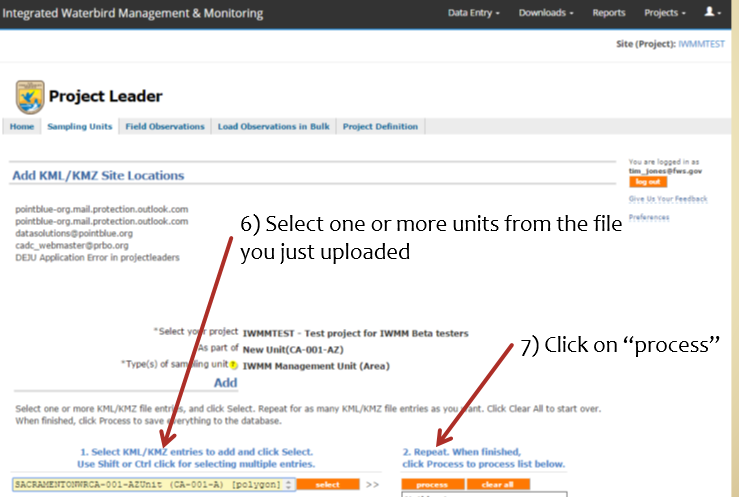 Integrated Waterbird Management & Monitoring
Data Entry Downloads Reports Projects
Site (Project): IWMMTEST
Project Leader
Home Sampling Units Field Observations Load Observations in Bulk Project Definition
Add KML/KMZ Site Locations
You are logged in as
tim_jones@fws.gov
log out
Give Us Your Feedback
Preferences
pointblue-org.mail.protection.outlook.com
pointblue-org.mail.protection.outlook.com
datasolutions@pointblue.org
cadc_webmaster@prbo.org
DEJU Application Error in projectleaders
6) Select one or more units from the file
you just uploaded
7) Click on “process”
*Select your project IWMMTEST - Test project for IWMM Beta testers
As part of New Unit(CA-001-AZ)
*Type(s) of sampling unit ? IWMM Management Unit (Area)
Add
Select one or more KML/KMZ file entries, and click Select. Repeat for as many KML/KMZ file entries as you want. Click Clear All to start over.
When finished, click Process to save everything to the database.
1. Select KML/KMZ entries to add and click Select.
Use Shift or Ctrl click for selecting multiple entries.
2. Repeat. When finished,
click Process to process list below.
SACRAMENTONWRCA-001-AZUnit (CA-001-A) [polygon] select >>
process clear all